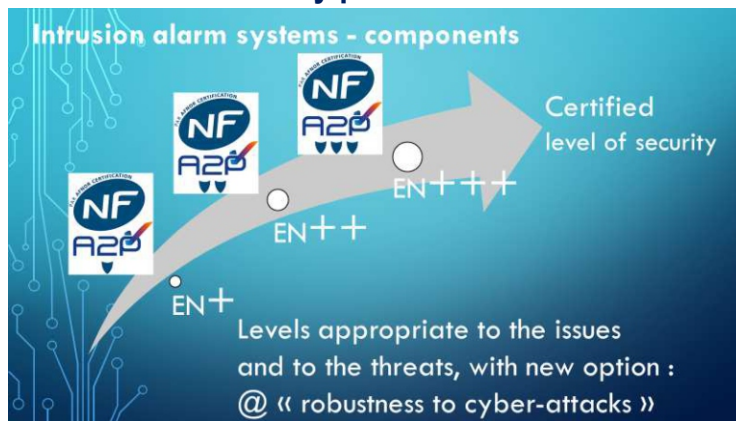 Intrusion alarm systems - components
NF
A2P
NF
A2P
NF
A2P
Certified
level of security
EN+++
EN++
EN+
Levels appropriate to the issues
and to the threats, with new option :
@ « robustness to cyber-attacks »